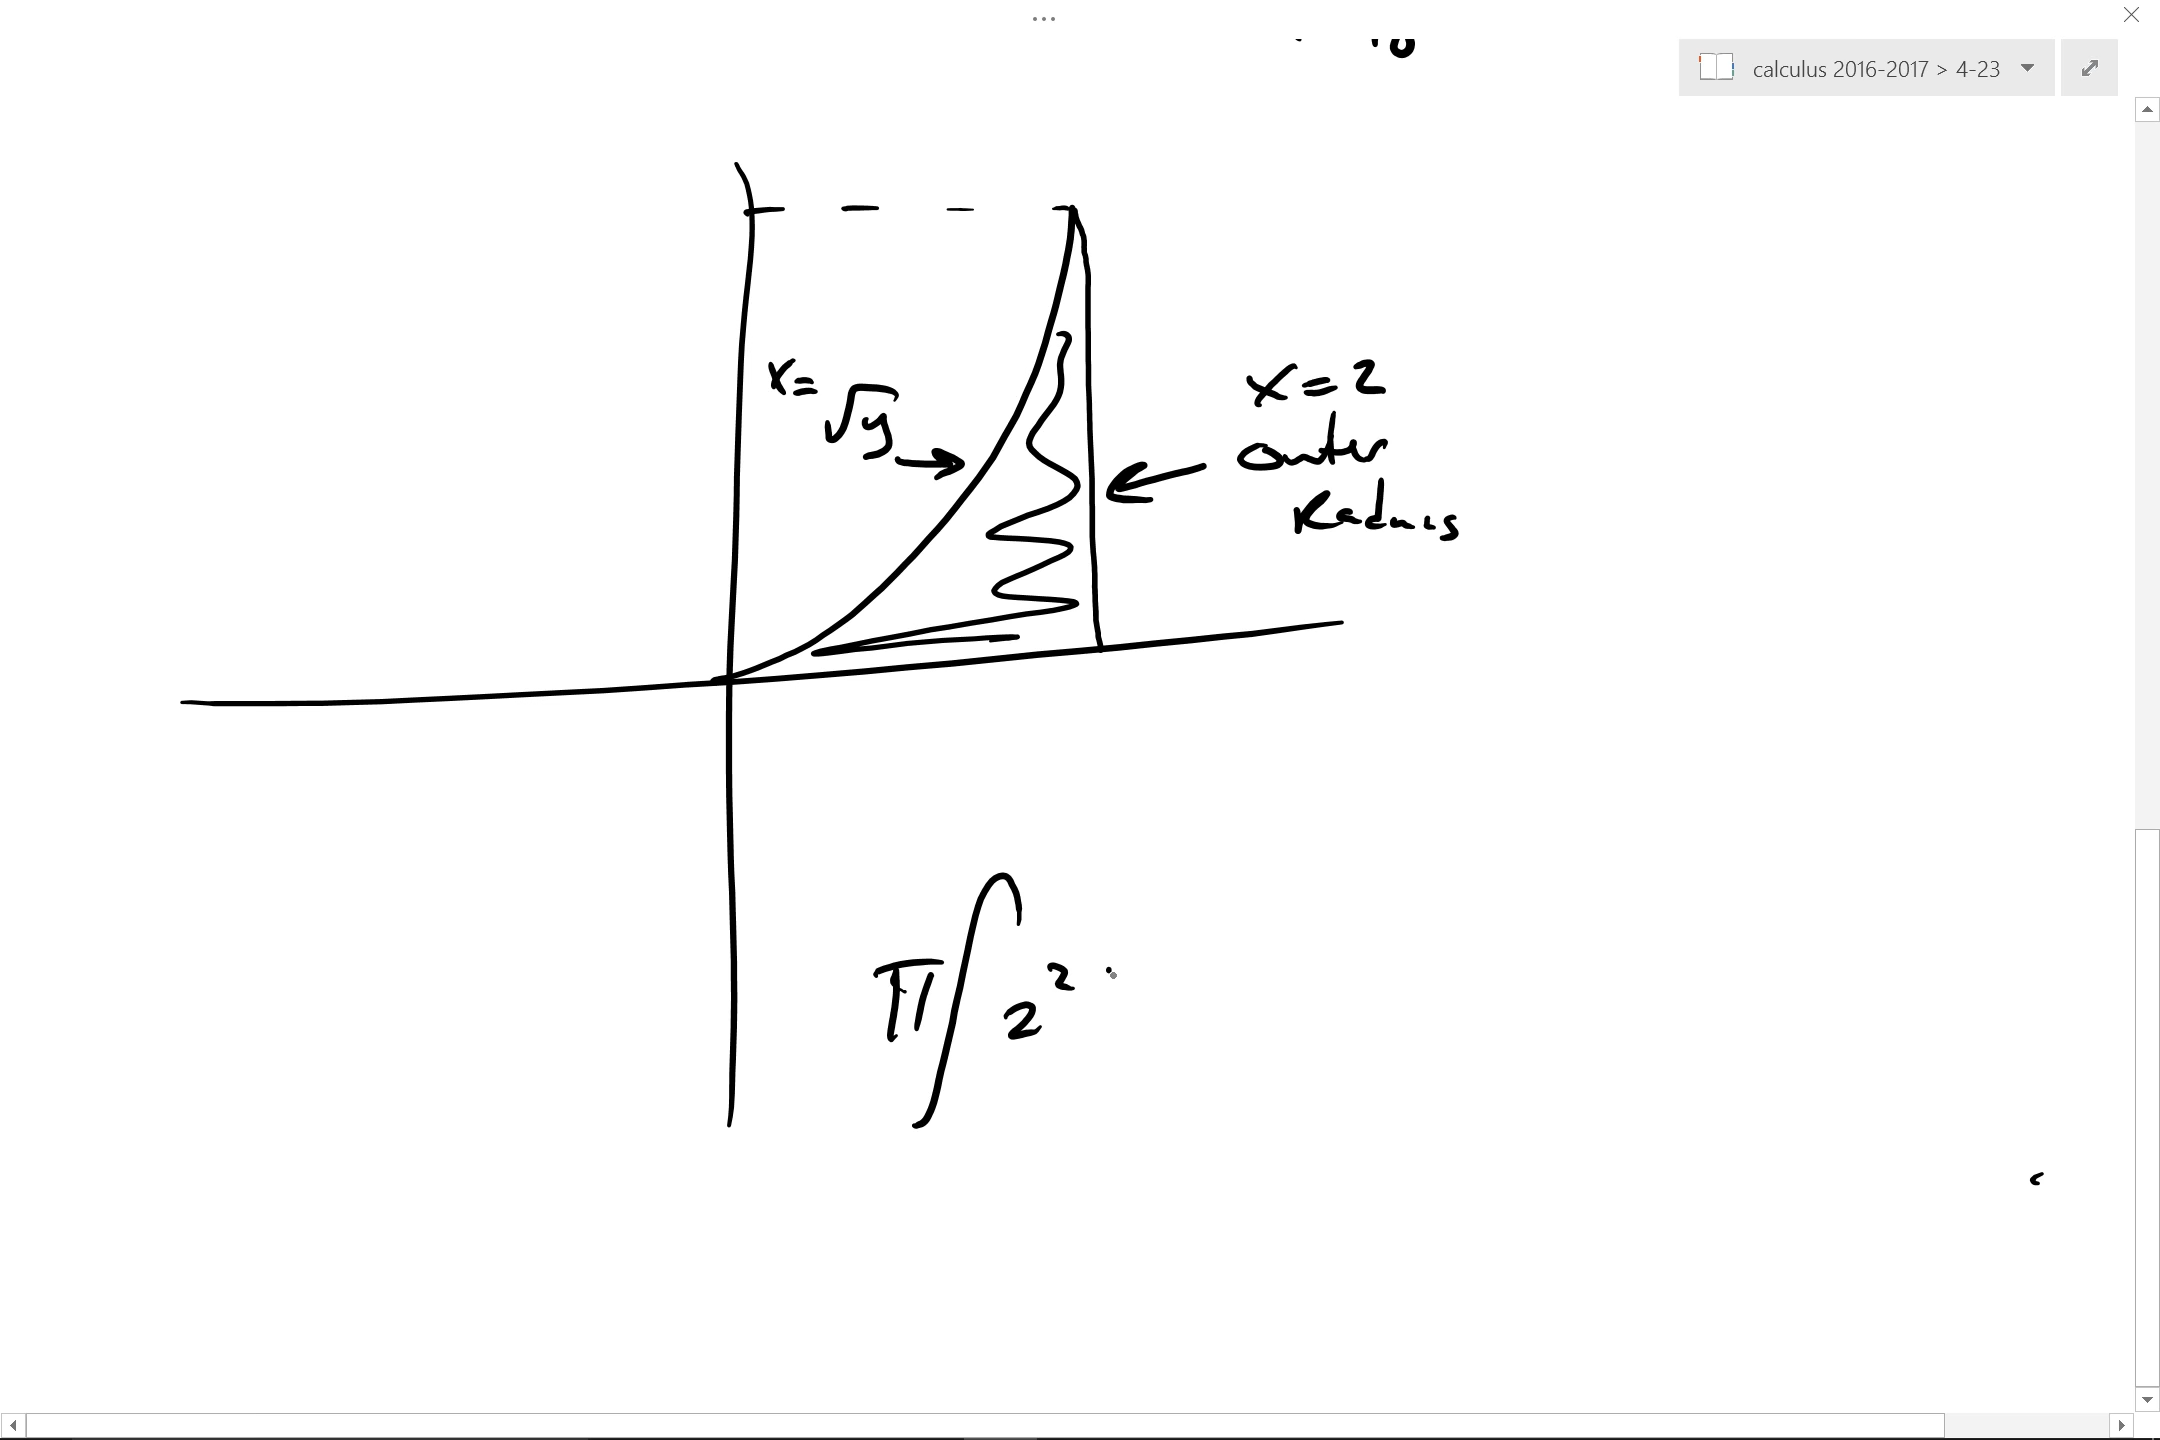 calculus 2016-2017 > 4-23
x=
√y
x=2
outer
Radius
π∫2²